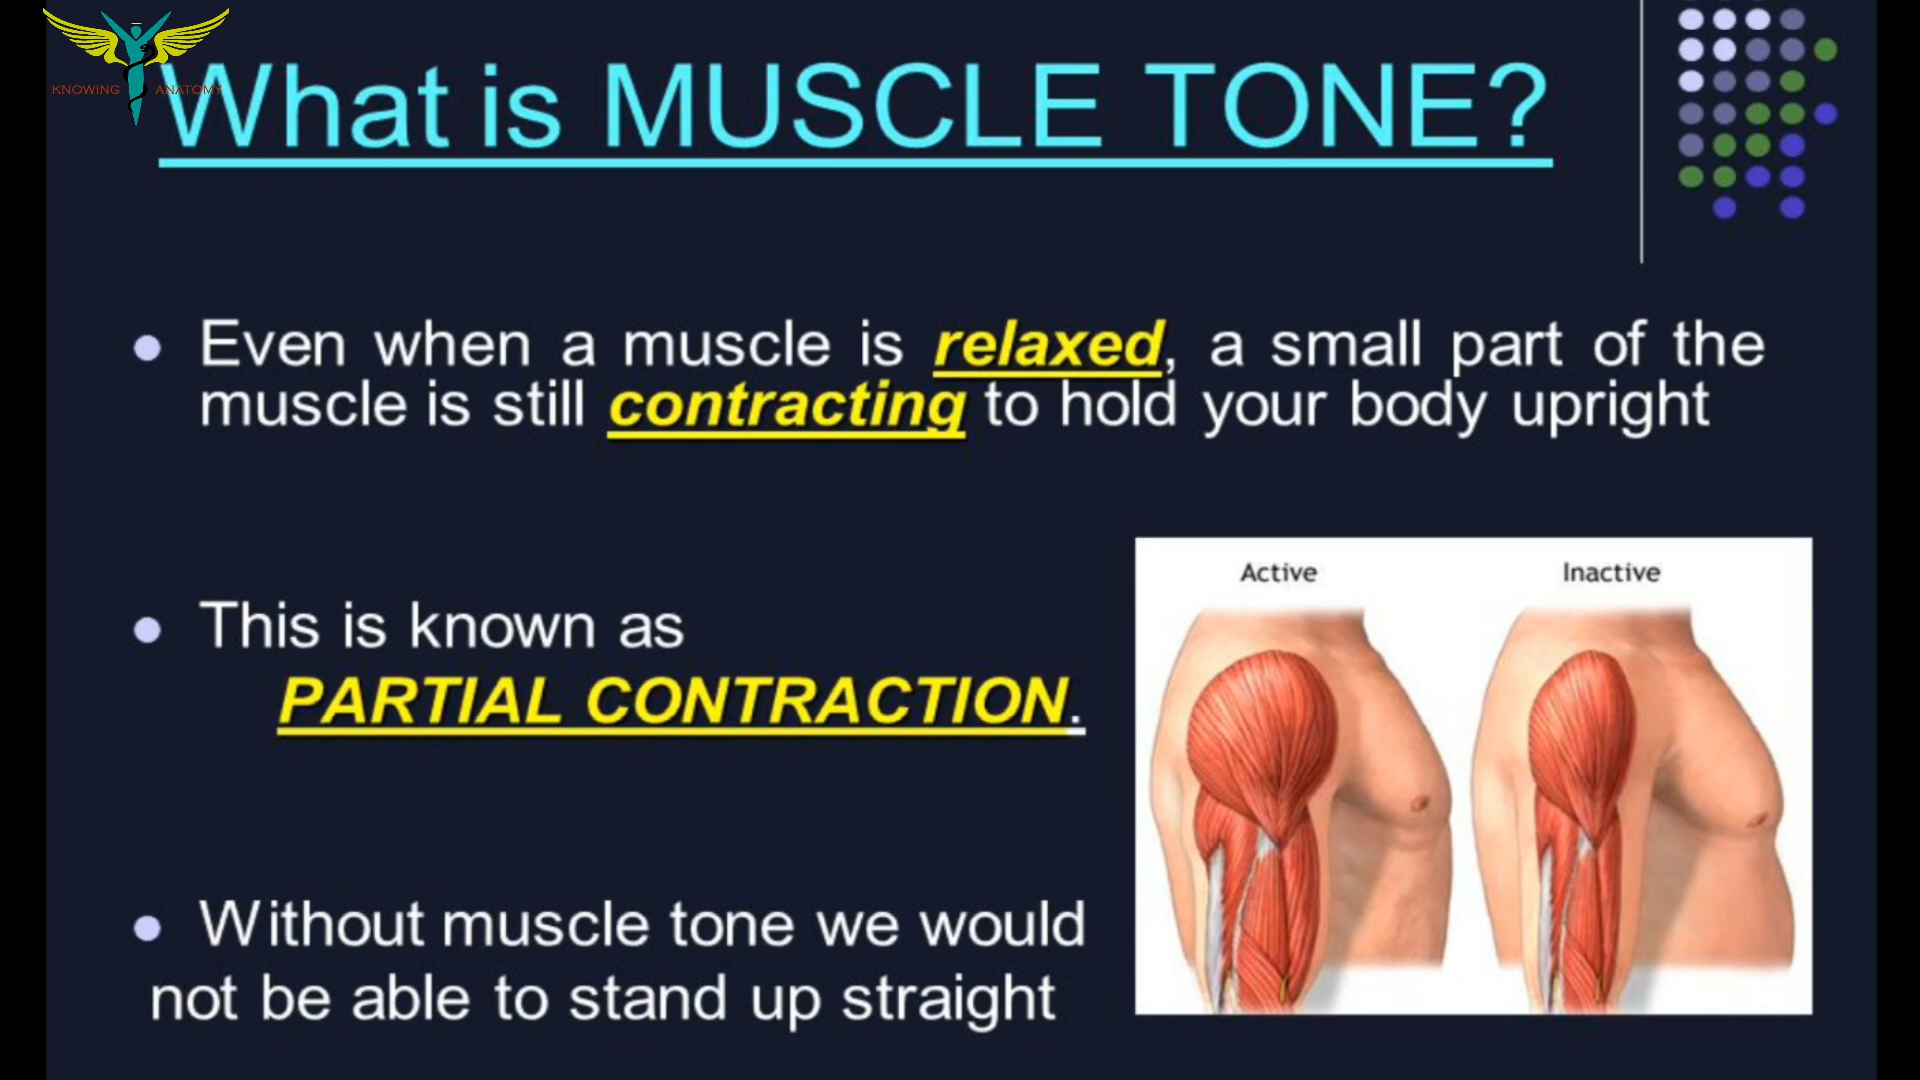 KNOWING ANATOMY
What is MUSCLE TONE?
Even when a muscle is relaxed, a small part of the
muscle is still contracting to hold your body upright
This is known as
PARTIAL CONTRACTION.
Without muscle tone we would
not be able to stand up straight
Active
Inactive